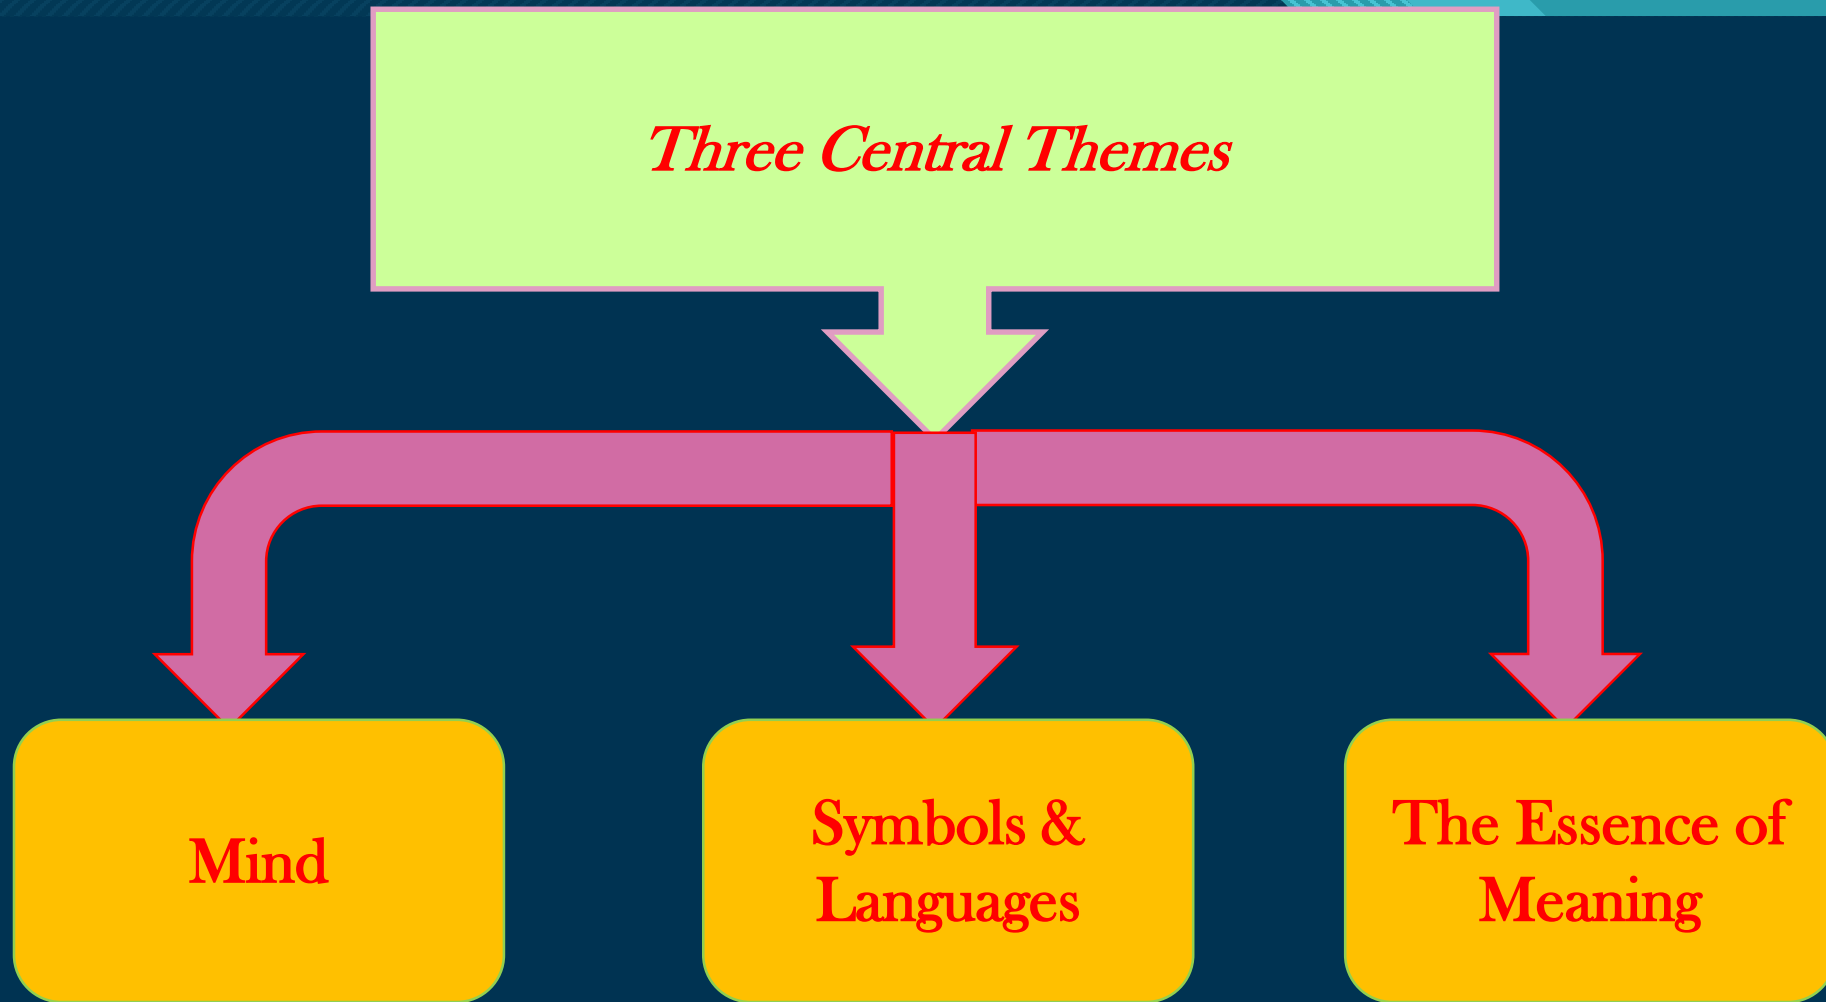 Three Central Themes
Mind
Symbols &
Languages
The Essence of
Meaning